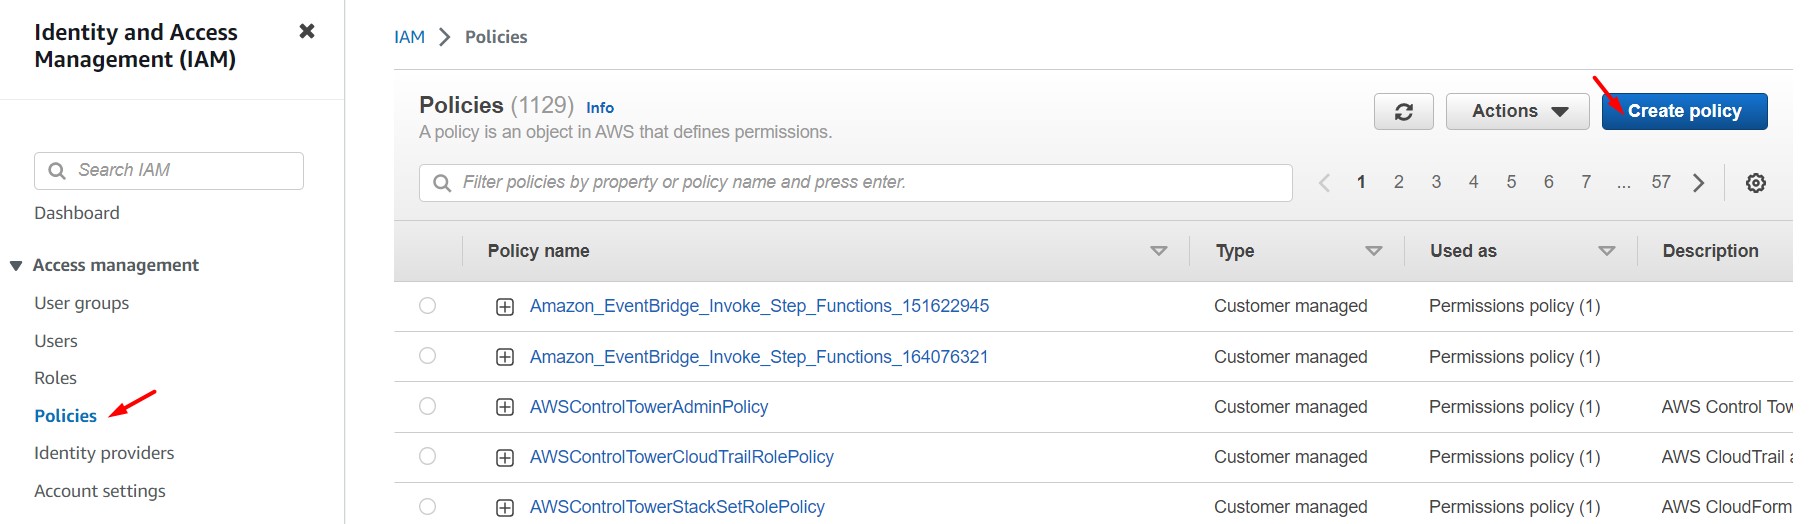 Identity and Access
Management (IAM)
Search IAM
Dashboard
Access management
User groups
Users
Roles
Policies
Identity providers
Account settings
IAM Policies
Policies (1129) Info
A policy is an object in AWS that defines permissions.
Actions Create policy
Filter policies by property or policy name and press enter. 1 2 3 4 5 6 7 ... 57
Policy name Type Used as Description
Amazon_EventBridge_Invoke_Step_Functions_151622945 Customer managed Permissions policy (1)
Amazon_EventBridge_Invoke_Step_Functions_164076321 Customer managed Permissions policy (1)
AWSControlTowerAdminPolicy Customer managed Permissions policy (1) AWS Control Tow
AWSControlTowerCloudTrailRolePolicy Customer managed Permissions policy (1) AWS CloudTrail a
AWSControlTowerStackSetRolePolicy Customer managed Permissions policy (1) AWS CloudForm